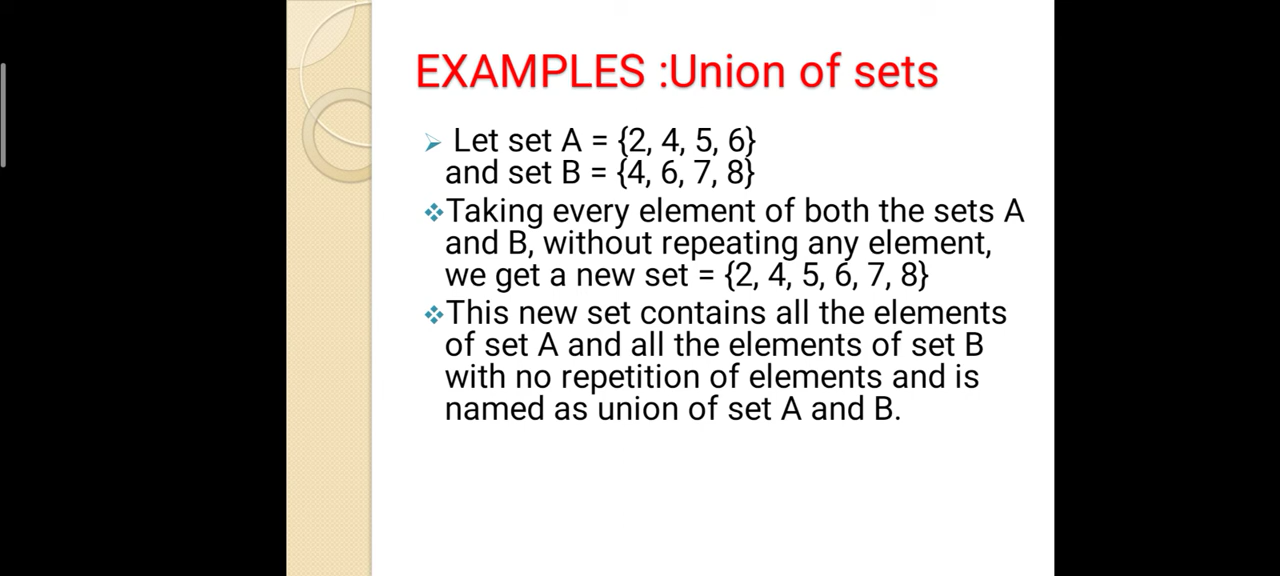 EXAMPLES :Union of sets
➢ Let set A = {2, 4, 5, 6}
and set B = {4, 6, 7, 8}
❖Taking every element of both the sets A
and B, without repeating any element,
we get a new set = {2, 4, 5, 6, 7, 8}
❖This new set contains all the elements
of set A and all the elements of set B
with no repetition of elements and is
named as union of set A and B.